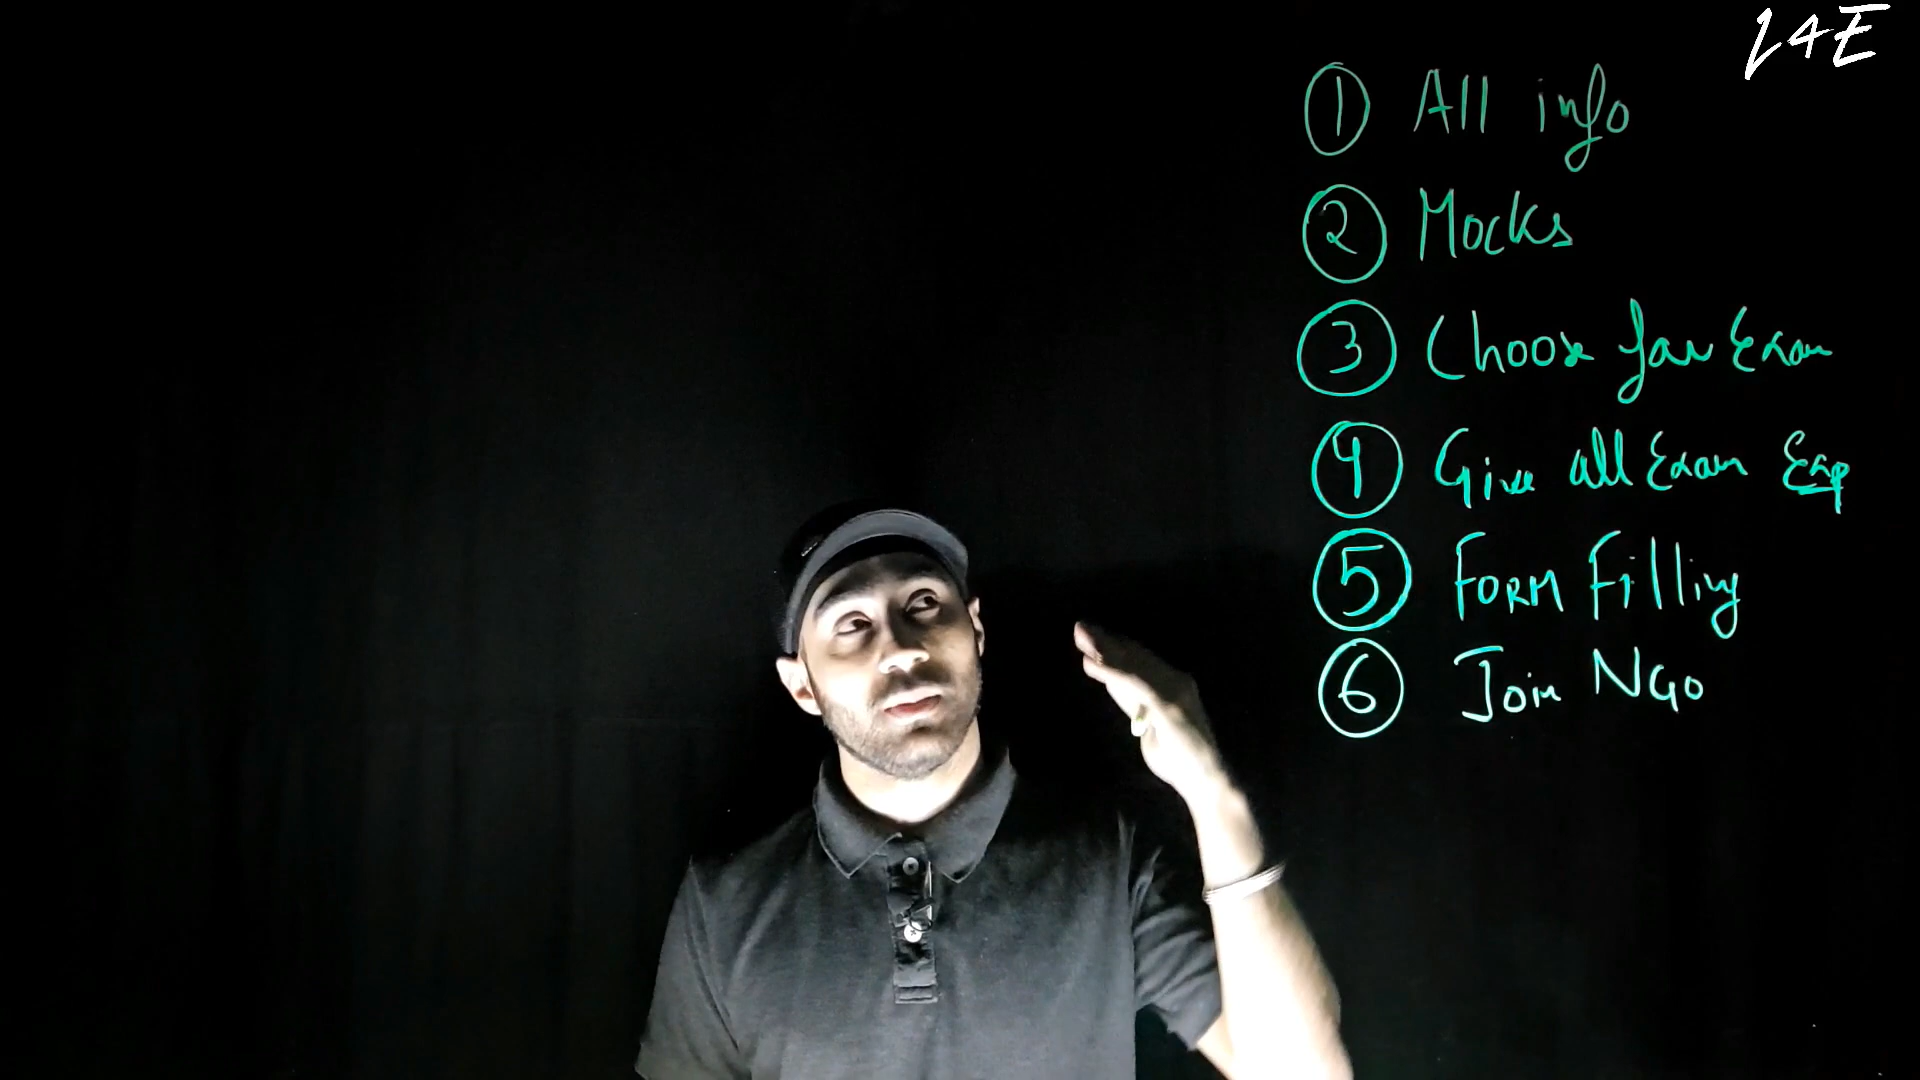 L4E
① All info
② Mocks
③ Choose far Exam
④ Give all Exam Exp
⑤ FORM Filling
⑥ Join NGO